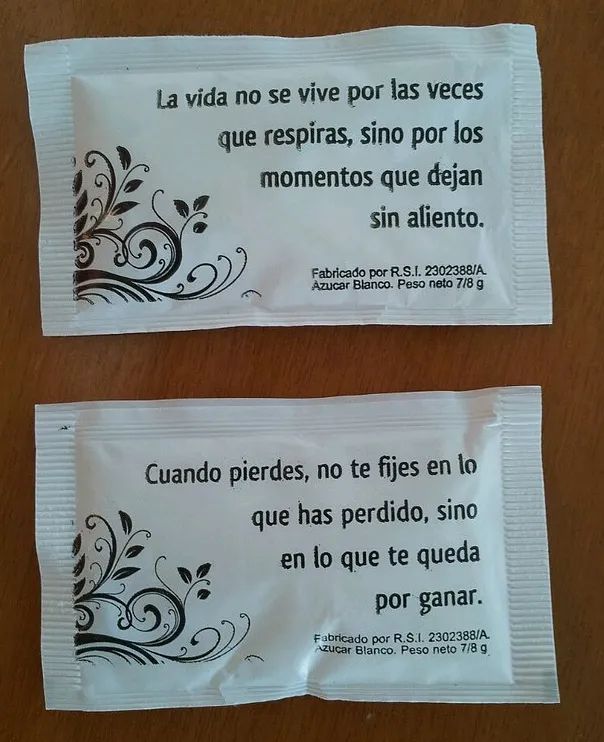 La vida no se vive por las veces
que respiras, sino por los
momentos que dejan
sin aliento.
Fabricado por R.S.I. 2302388/A
Azucar Blanco. Peso neto 7/8 g
Cuando pierdes, no te fijes en lo
que has perdido, sino
en lo que te queda
por ganar.
Fabricado por R.S.I. 2302388/A
Azucar Blanco. Peso neto 7/8 g